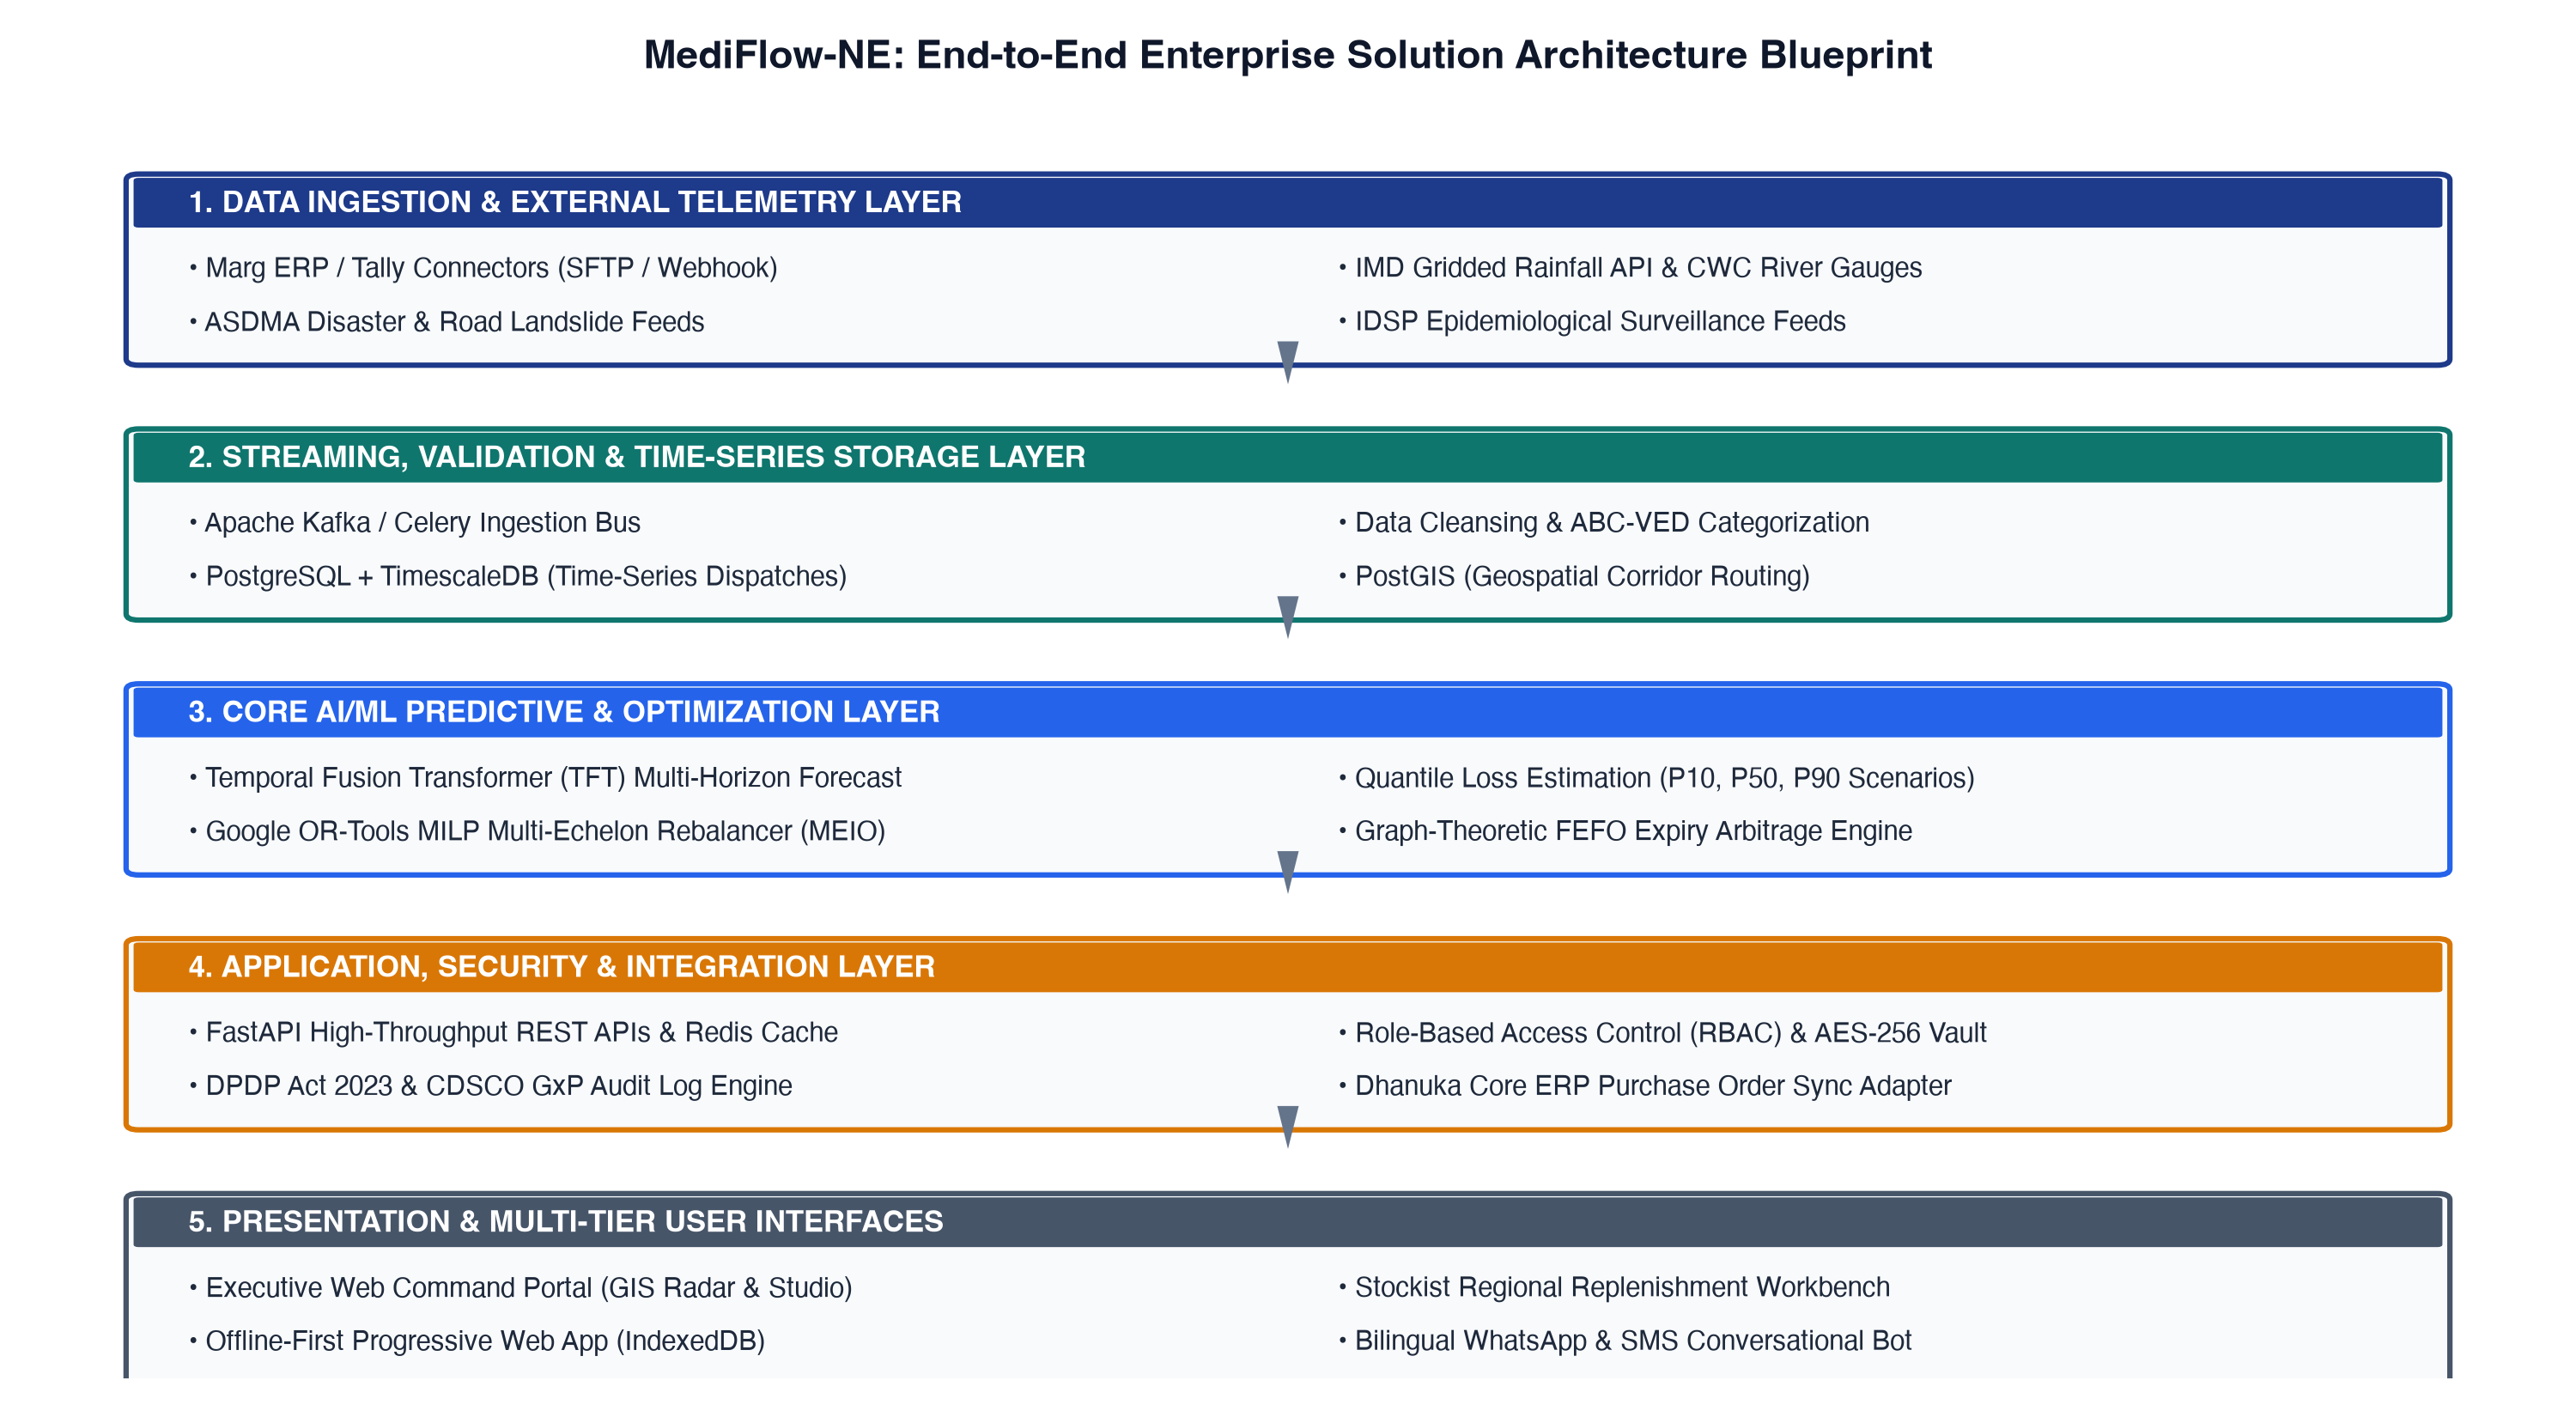 MediFlow-NE: End-to-End Enterprise Solution Architecture Blueprint
1. DATA INGESTION & EXTERNAL TELEMETRY LAYER
• Marg ERP / Tally Connectors (SFTP / Webhook)
• IMD Gridded Rainfall API & CWC River Gauges
• ASDMA Disaster & Road Landslide Feeds
• IDSP Epidemiological Surveillance Feeds
2. STREAMING, VALIDATION & TIME-SERIES STORAGE LAYER
• Apache Kafka / Celery Ingestion Bus
• Data Cleansing & ABC-VED Categorization
• PostgreSQL + TimescaleDB (Time-Series Dispatches)
• PostGIS (Geospatial Corridor Routing)
3. CORE AI/ML PREDICTIVE & OPTIMIZATION LAYER
• Temporal Fusion Transformer (TFT) Multi-Horizon Forecast
• Quantile Loss Estimation (P10, P50, P90 Scenarios)
• Google OR-Tools MILP Multi-Echelon Rebalancer (MEIO)
• Graph-Theoretic FEFO Expiry Arbitrage Engine
4. APPLICATION, SECURITY & INTEGRATION LAYER
• FastAPI High-Throughput REST APIs & Redis Cache
• Role-Based Access Control (RBAC) & AES-256 Vault
• DPDP Act 2023 & CDSCO GxP Audit Log Engine
• Dhanuka Core ERP Purchase Order Sync Adapter
5. PRESENTATION & MULTI-TIER USER INTERFACES
• Executive Web Command Portal (GIS Radar & Studio)
• Stockist Regional Replenishment Workbench
• Offline-First Progressive Web App (IndexedDB)
• Bilingual WhatsApp & SMS Conversational Bot